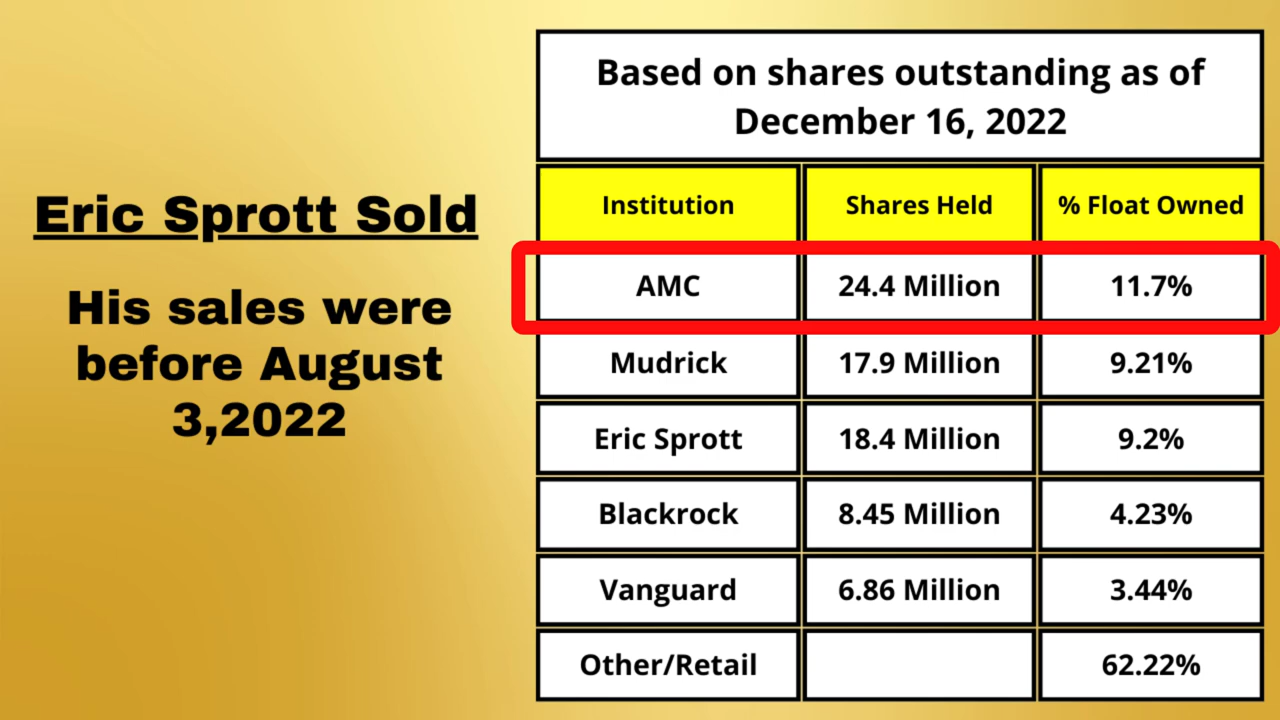 Eric Sprott Sold
His sales were
before August
3,2022
Based on shares outstanding as of
December 16, 2022
Institution Shares Held % Float Owned
AMC 24.4 Million 11.7%
Mudrick 17.9 Million 9.21%
Eric Sprott 18.4 Million 9.2%
Blackrock 8.45 Million 4.23%
Vanguard 6.86 Million 3.44%
Other/Retail 62.22%